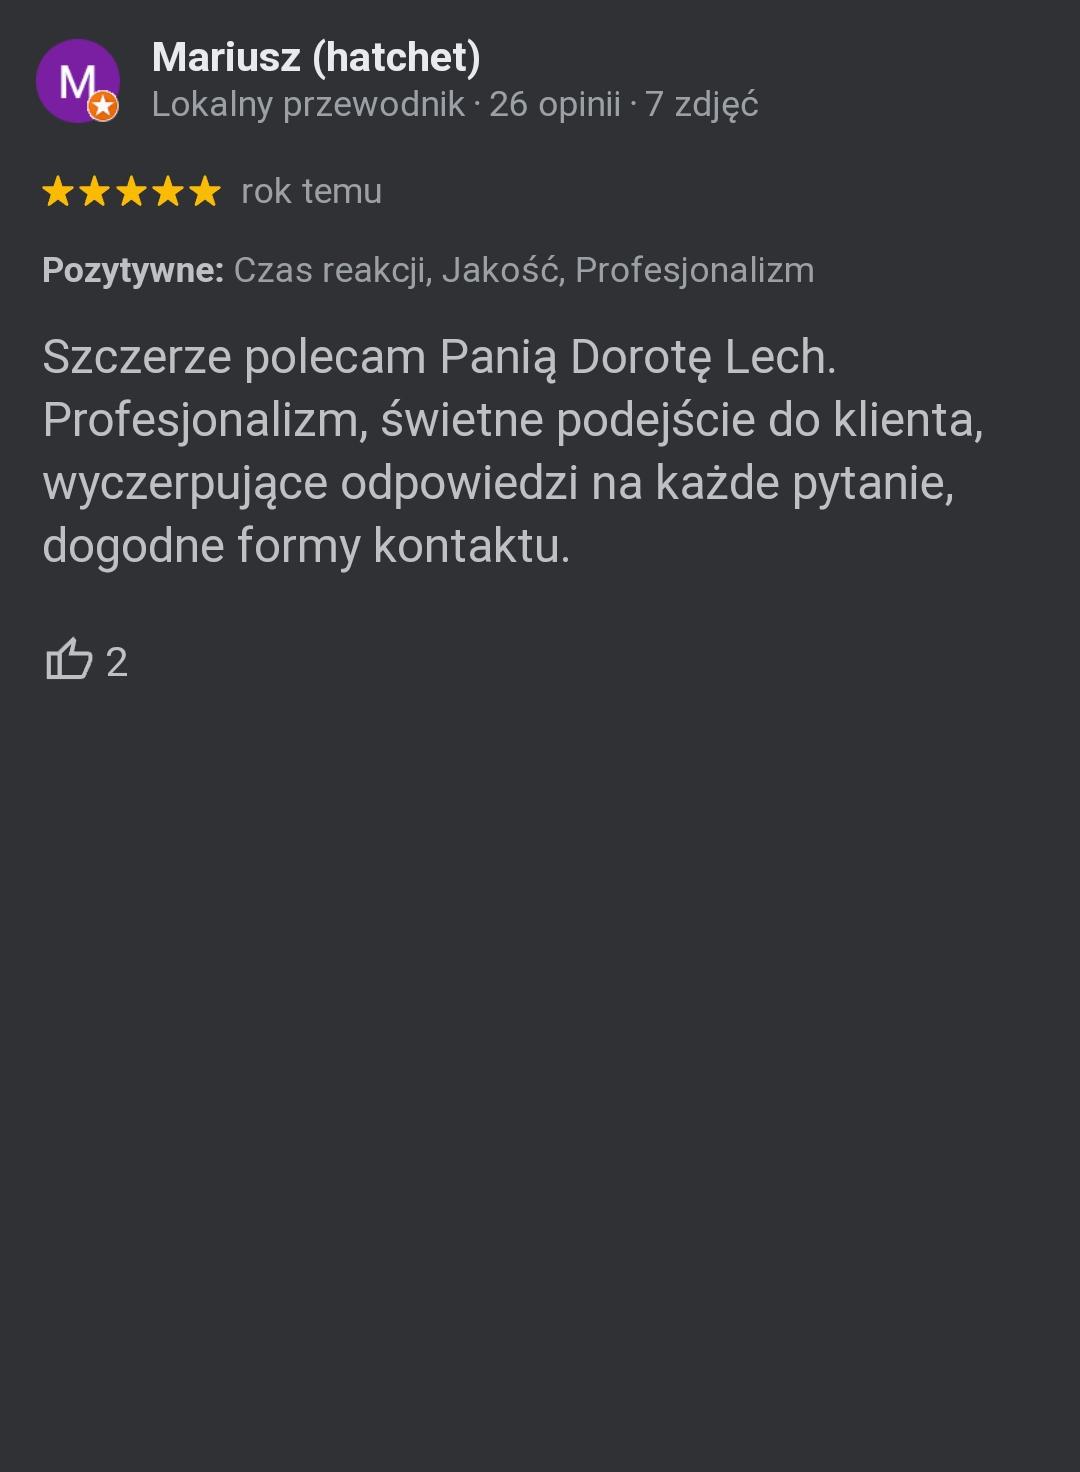 M
Mariusz (hatchet)
Lokalny przewodnik · 26 opinii · 7 zdjęć
rok temu
Pozytywne: Czas reakcji, Jakość, Profesjonalizm
Szczerze polecam Panią Dorotę Lech.
Profesjonalizm, świetne podejście do klienta,
wyczerpujące odpowiedzi na każde pytanie,
dogodne formy kontaktu.
2